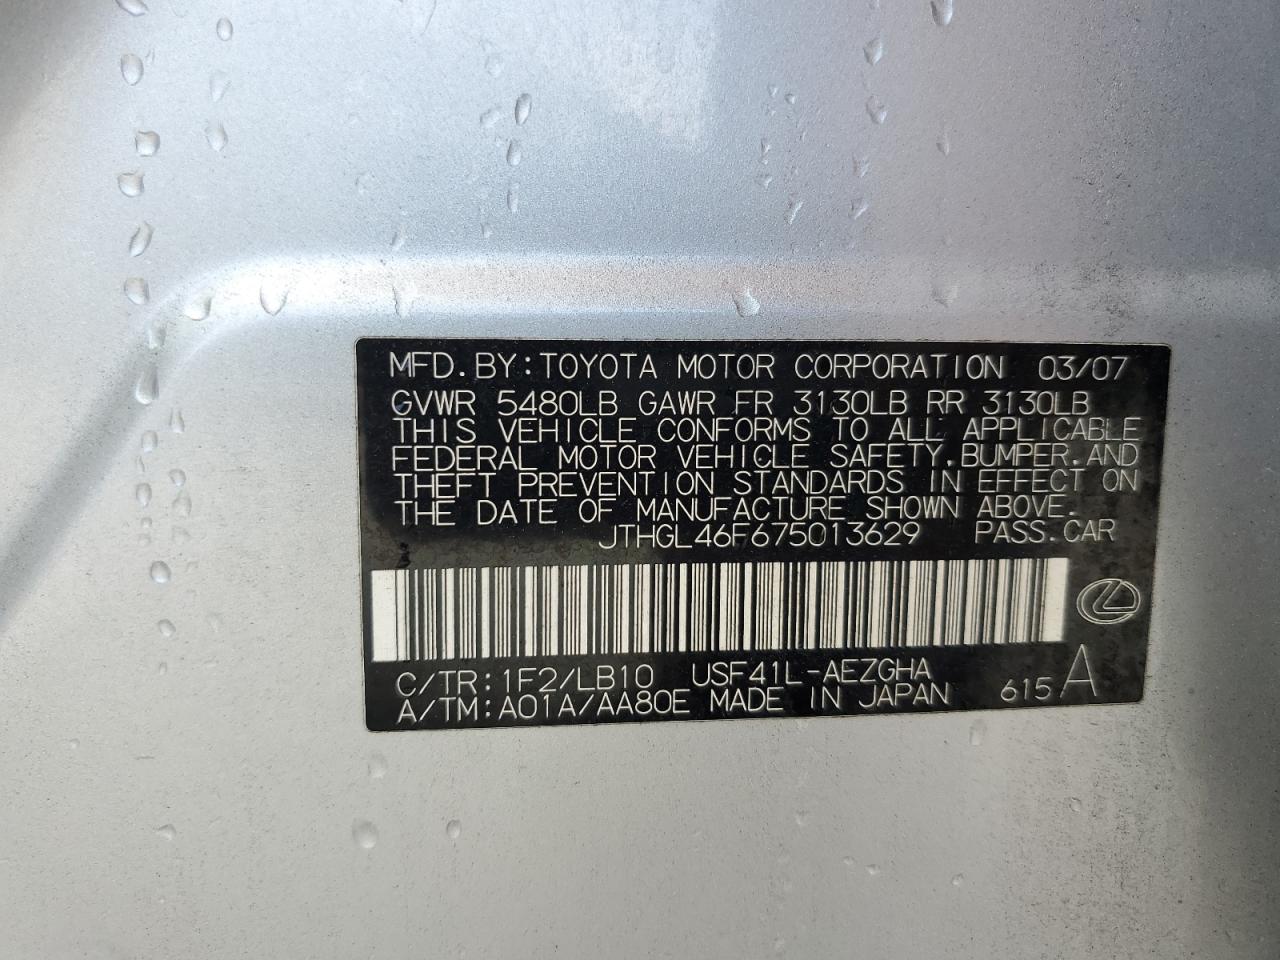 MFD. BY: TOYOTA MOTOR CORPORATION 03/07
GVWR 5480LB GAWR FR 3130LB RR 3130LB
THIS VEHICLE CONFORMS TO ALL APPLICABLE
FEDERAL MOTOR VEHICLE SAFETY, BUMPER, AND
THEFT PREVENTION STANDARDS IN EFFECT ON
THE DATE OF MANUFACTURE SHOWN ABOVE.
JTHGL46F675013629 PASS. CAR
C/TR: 1F2/LB10 USF41L-AEZGHA
A/TM: A01A/AA80E MADE IN JAPAN 615 A